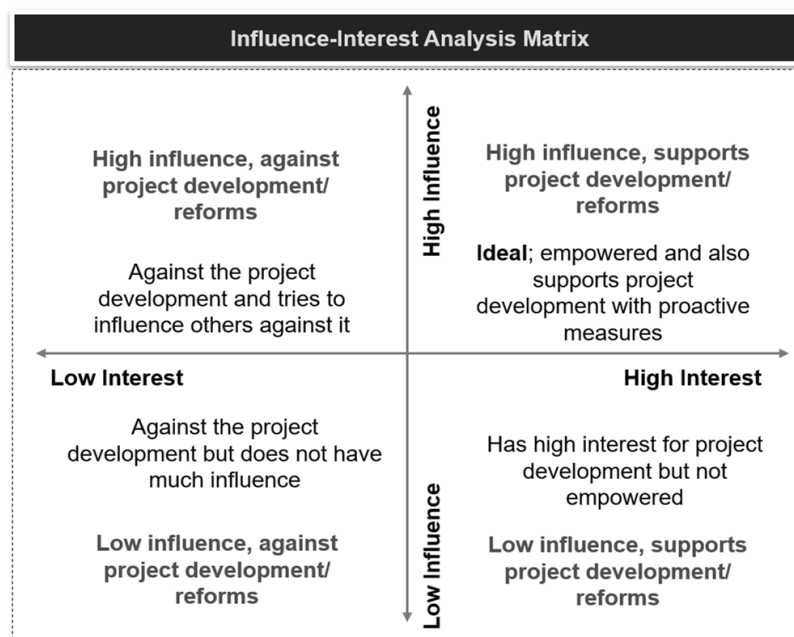 Influence-Interest Analysis Matrix
High influence, against
project development/
reforms
Against the project
development and tries to
influence others against it
High Influence
High influence, supports
project development/
reforms
Ideal; empowered and also
supports project
development with proactive
measures
Low Interest
High Interest
Against the project
development but does not have
much influence
Low influence, against
project development/
reforms
Low Influence
Has high interest for project
development but not
empowered
Low influence, supports
project development/
reforms